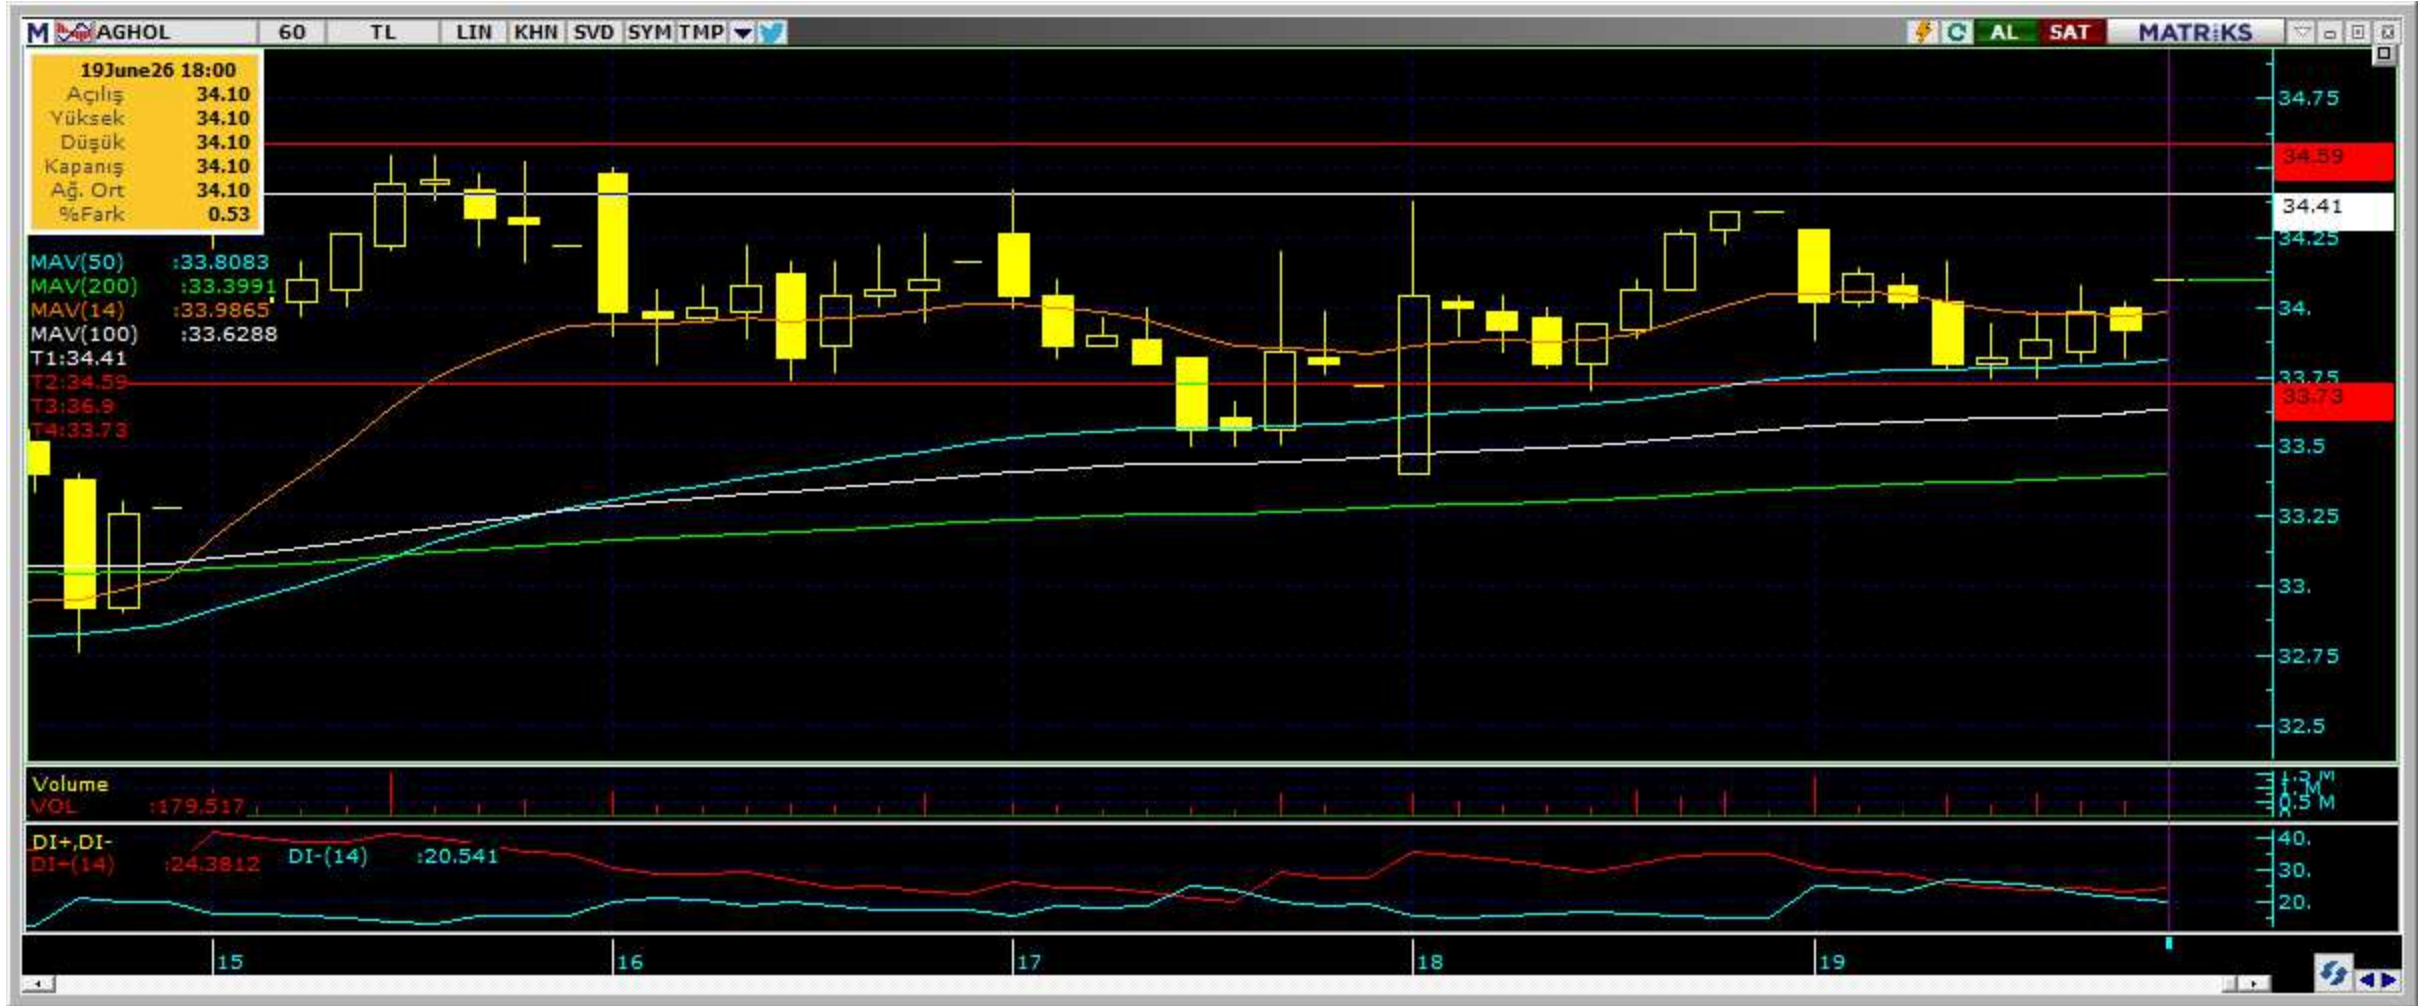 M AGHOL 60 TL LIN KHN SVD SYM TMP AL SAT MATRiKS
19June26 18:00
Açılış 34.10
Yüksek 34.10
Düşük 34.10
Kapanış 34.10
Ağ. Ort 34.10
%Fark 0.53
MAV(50) :33.8083
MAV(200) :33.3991
MAV(14) :33.9865
MAV(100) :33.6288
T1:34.41
T2:34.59
T3:36.9
T4:33.73
34.75
34.59
34.41
34.25
34.
33.75
33.73
33.5
33.25
33.
32.75
32.5
Volume
VOL :179,517
1.5 M
1. M
0.5 M
0
DI+,DI-
DI+(14) :24.3812 DI-(14) :20.541
40.
30.
20.
15 16 17 18 19